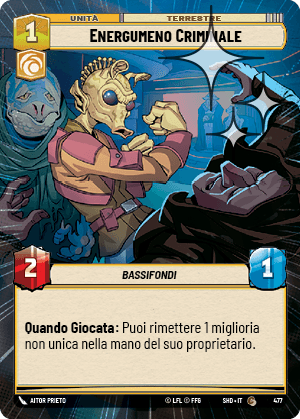 UNITÀ
TERRESTRE
1
ENERGUMENO CRIMINALE
2
BASSIFONDI
1
Quando Giocata: Puoi rimettere 1 miglioria
non unica nella mano del suo proprietario.
AITOR PRIETO
© LFL © FFG
SHD • IT
477